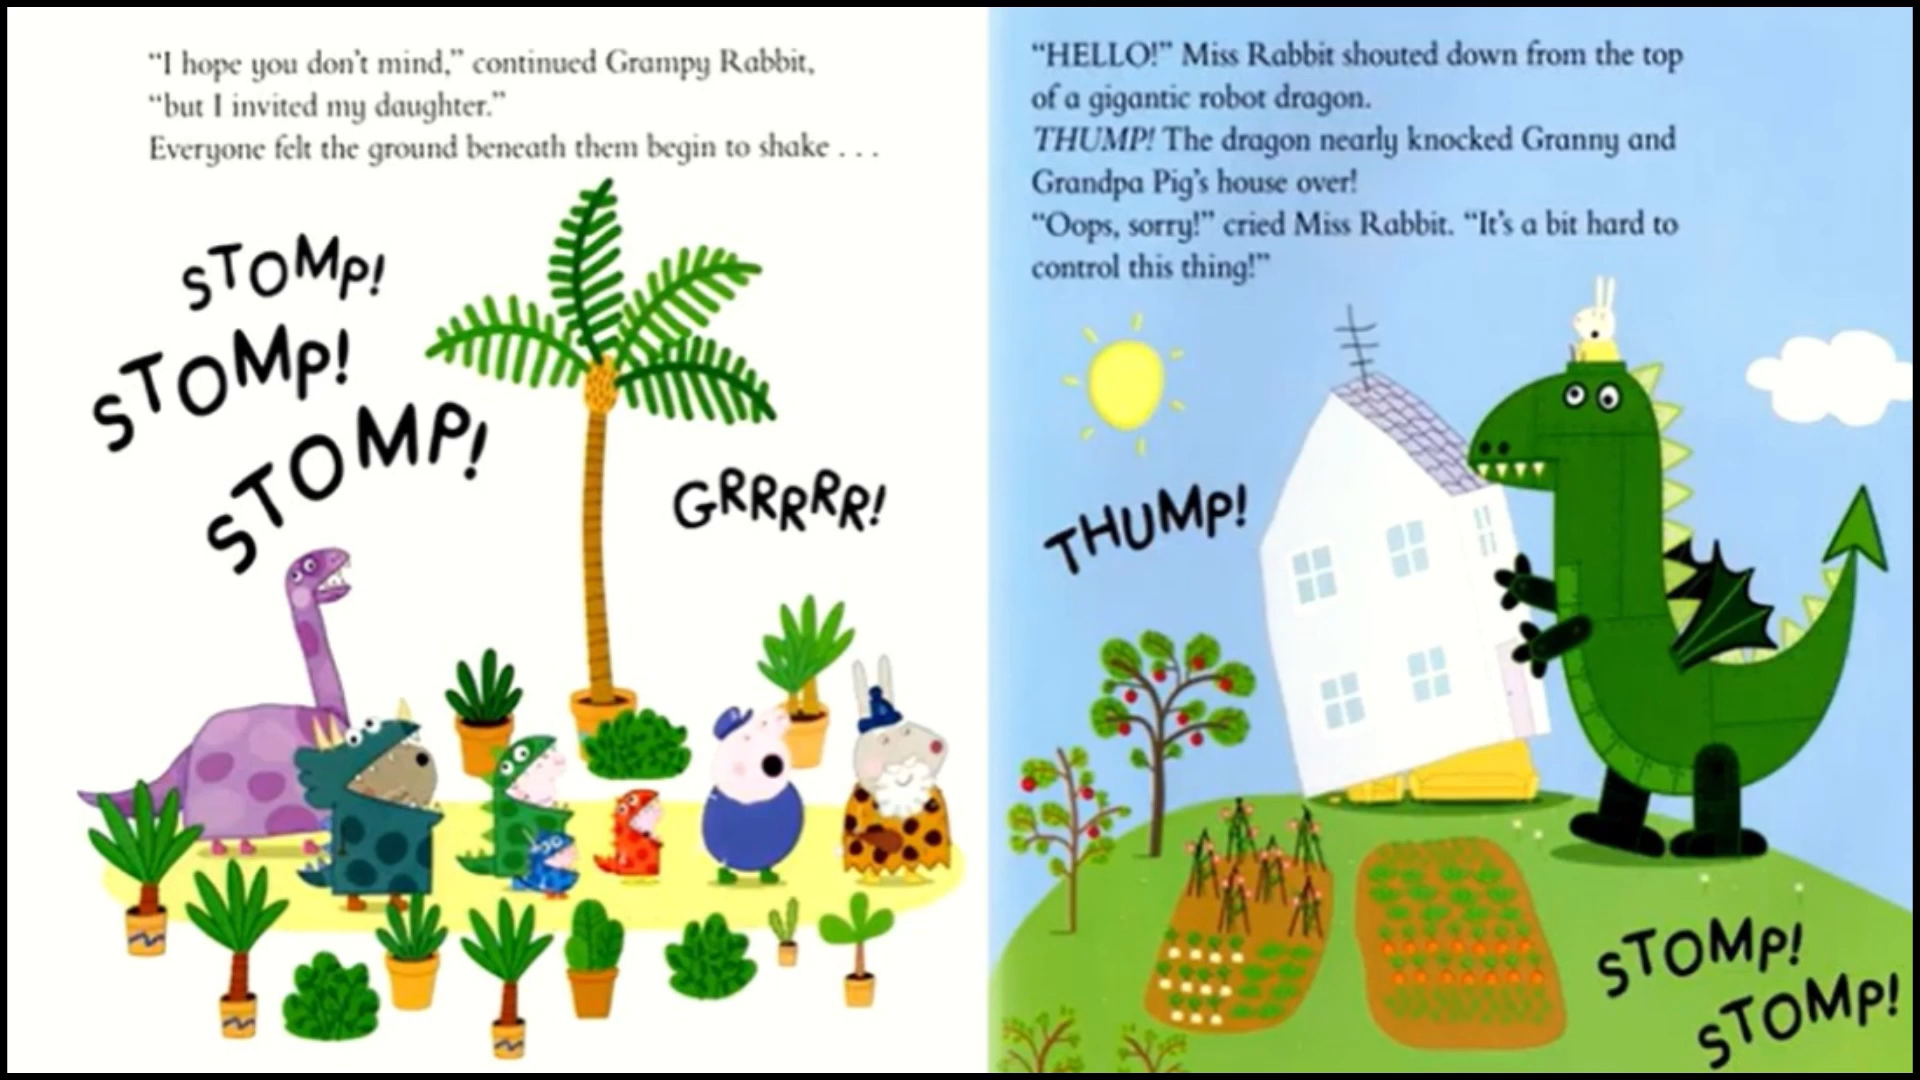 “I hope you don’t mind,” continued Grampy Rabbit,
“but I invited my daughter.”
Everyone felt the ground beneath them begin to shake . . .
STOMP!
STOMP!
STOMP!
GRRRRR!
“HELLO!” Miss Rabbit shouted down from the top
of a gigantic robot dragon.
THUMP! The dragon nearly knocked Granny and
Grandpa Pig’s house over!
“Oops, sorry!” cried Miss Rabbit. “It’s a bit hard to
control this thing!”
THUMP!
STOMP!
STOMP!